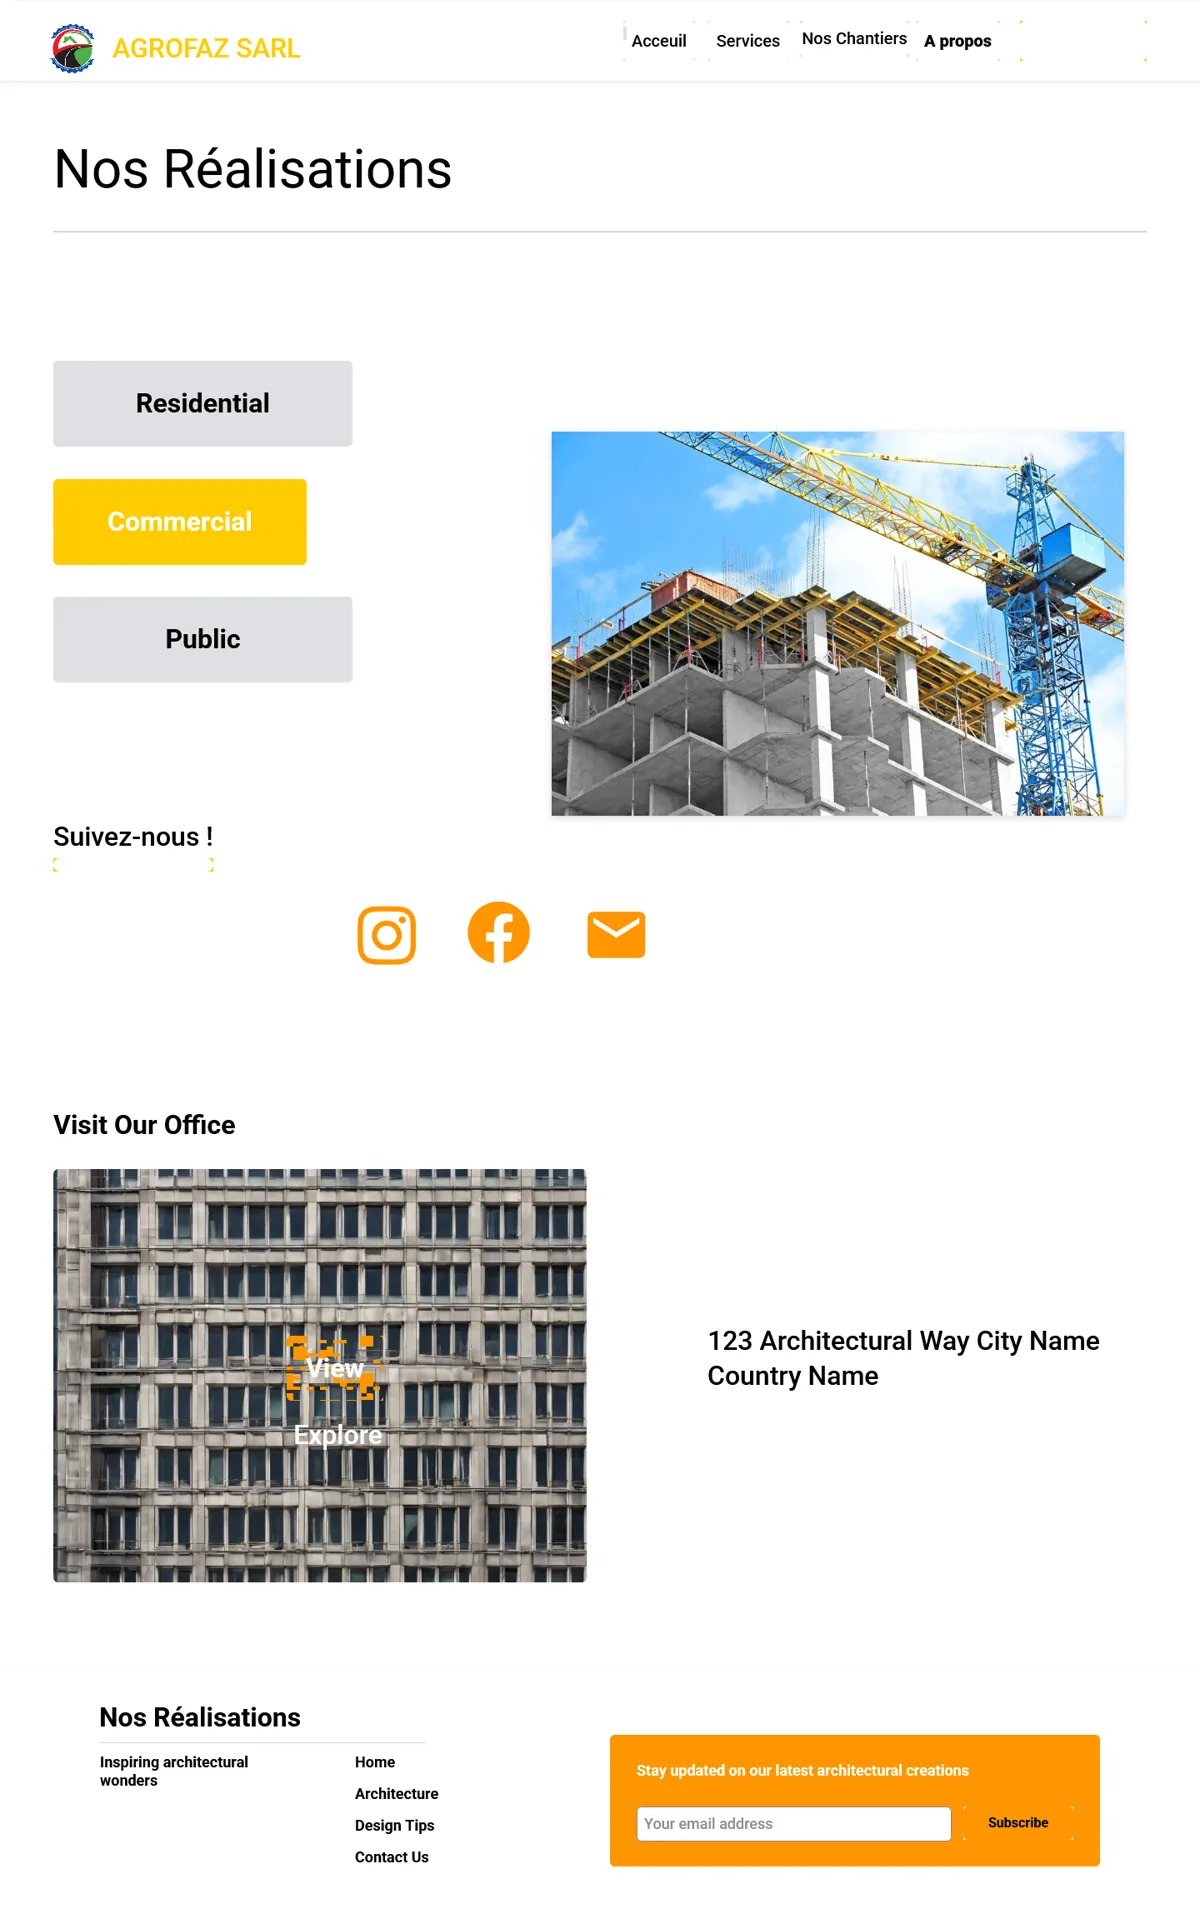 AGROFAZ SARL
Acceuil
Services
Nos Chantiers
A propos
Nos Réalisations
Residential
Commercial
Public
Suivez-nous !
Visit Our Office
View
Explore
123 Architectural Way City Name
Country Name
Nos Réalisations
Inspiring architectural
wonders
Home
Architecture
Design Tips
Contact Us
Stay updated on our latest architectural creations
Your email address
Subscribe